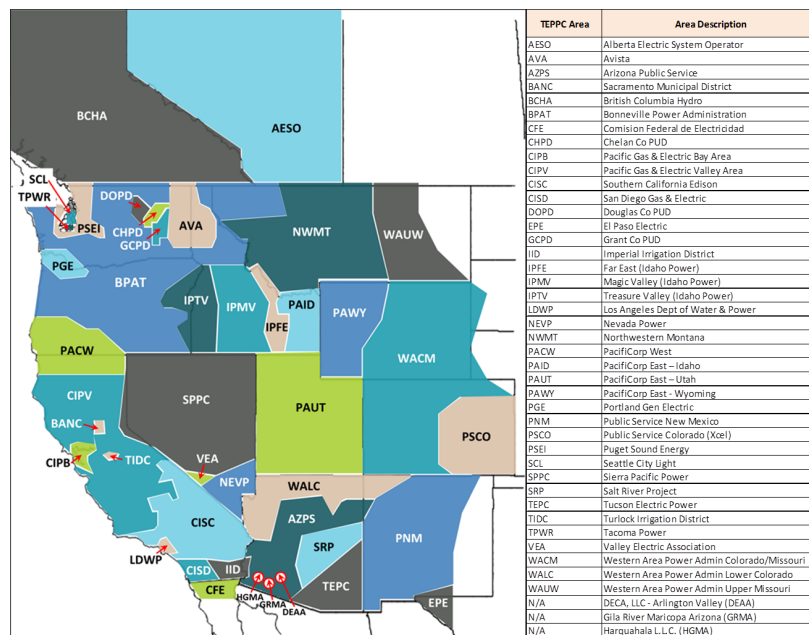 BCHA
AESO
SCL
TPWR
PSEI
DOPD
CHPD
GCPD
AVA
NWMT
WAUW
PGE
BPAT
IPTV
IPMV
IPFE
PAID
PAWY
WACM
PACW
CIPV
SPPC
PAUT
BANC
CIPB
TIDC
VEA
NEVP
PSCO
WALC
CISC
AZPS
PNM
LDWP
SRP
CISD
IID
TEPC
CFE
HGMA
GRMA
DEAA
EPE
TEPPC Area Area Description
AESO Alberta Electric System Operator
AVA Avista
AZPS Arizona Public Service
BANC Sacramento Municipal District
BCHA British Columbia Hydro
BPAT Bonneville Power Administration
CFE Comision Federal de Electricidad
CHPD Chelan Co PUD
CIPB Pacific Gas & Electric Bay Area
CIPV Pacific Gas & Electric Valley Area
CISC Southern California Edison
CISD San Diego Gas & Electric
DOPD Douglas Co PUD
EPE El Paso Electric
GCPD Grant Co PUD
IID Imperial Irrigation District
IPFE Far East (Idaho Power)
IPMV Magic Valley (Idaho Power)
IPTV Treasure Valley (Idaho Power)
LDWP Los Angeles Dept of Water & Power
NEVP Nevada Power
NWMT Northwestern Montana
PACW PacifiCorp West
PAID PacifiCorp East – Idaho
PAUT PacifiCorp East – Utah
PAWY PacifiCorp East - Wyoming
PGE Portland Gen Electric
PNM Public Service New Mexico
PSCO Public Service Colorado (Xcel)
PSEI Puget Sound Energy
SCL Seattle City Light
SPPC Sierra Pacific Power
SRP Salt River Project
TEPC Tucson Electric Power
TIDC Turlock Irrigation District
TPWR Tacoma Power
VEA Valley Electric Association
WACM Western Area Power Admin Colorado/Missouri
WALC Western Area Power Admin Lower Colorado
WAUW Western Area Power Admin Upper Missouri
N/A DECA, LLC - Arlington Valley (DEAA)
N/A Gila River Maricopa Arizona (GRMA)
N/A Harquahala L.L.C. (HGMA)